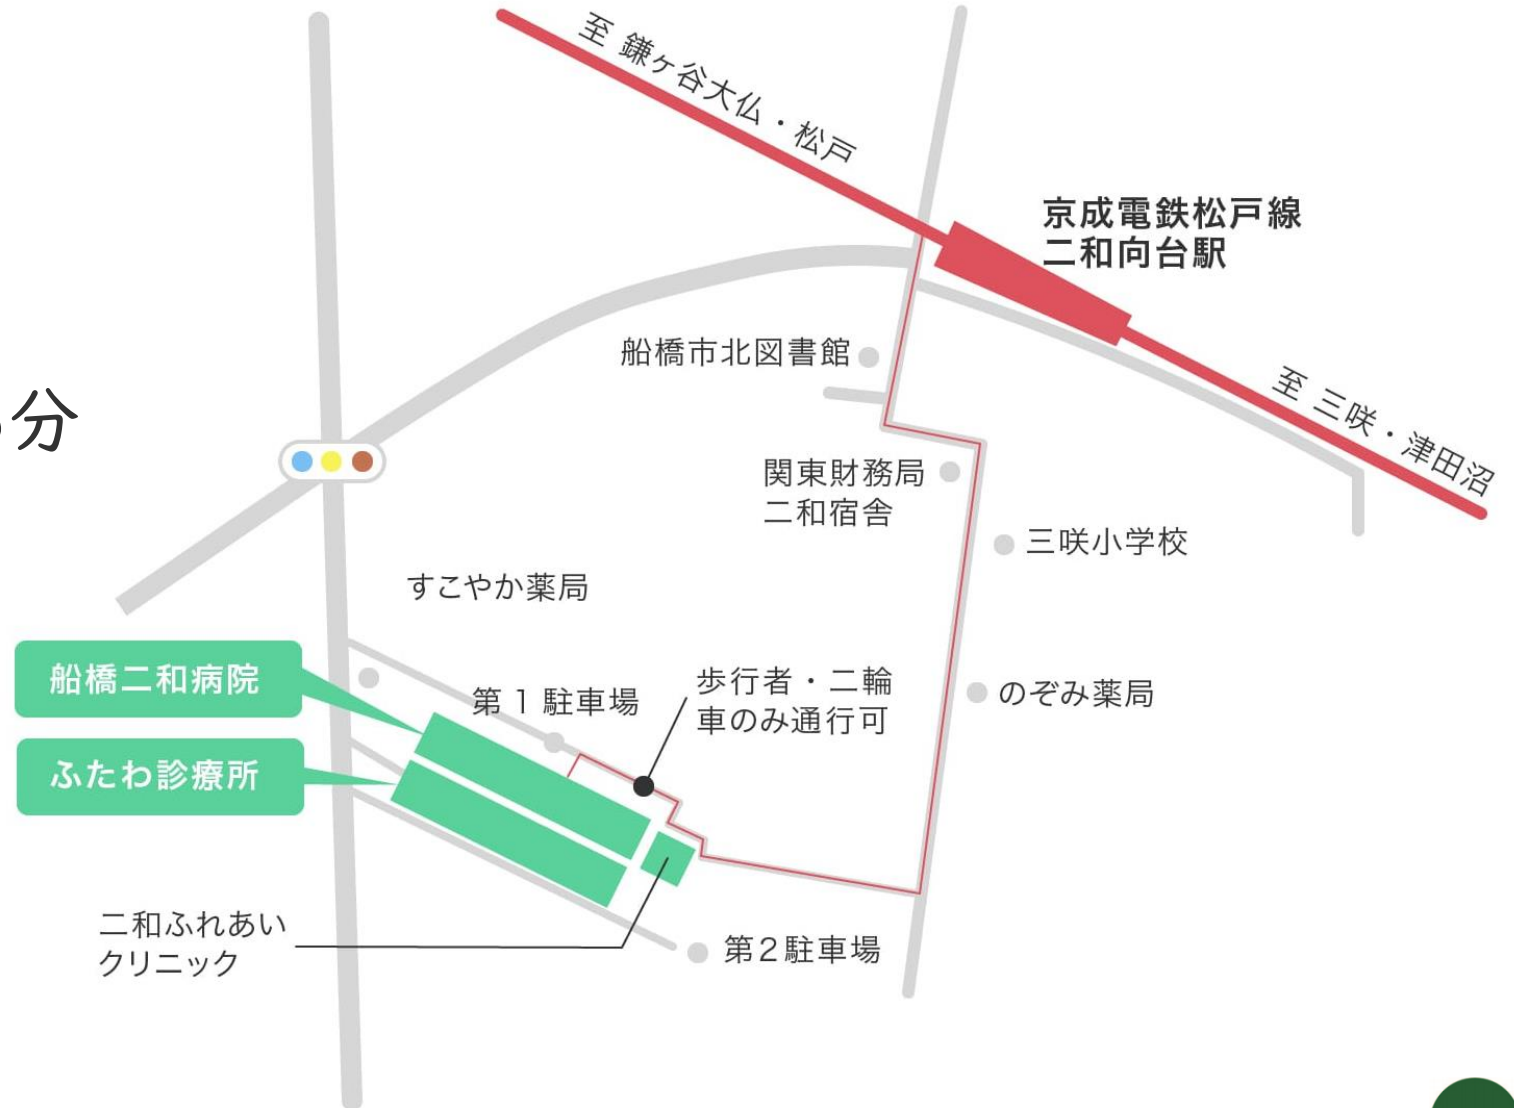 至 鎌ヶ谷大仏・松戸
京成電鉄松戸線
二和向台駅
船橋市北図書館
至 三咲・津田沼
分
関東財務局
二和宿舎
三咲小学校
すこやか薬局
船橋二和病院
第1駐車場
歩行者・二輪
車のみ通行可
のぞみ薬局
ふたわ診療所
二和ふれあい
クリニック
第2駐車場